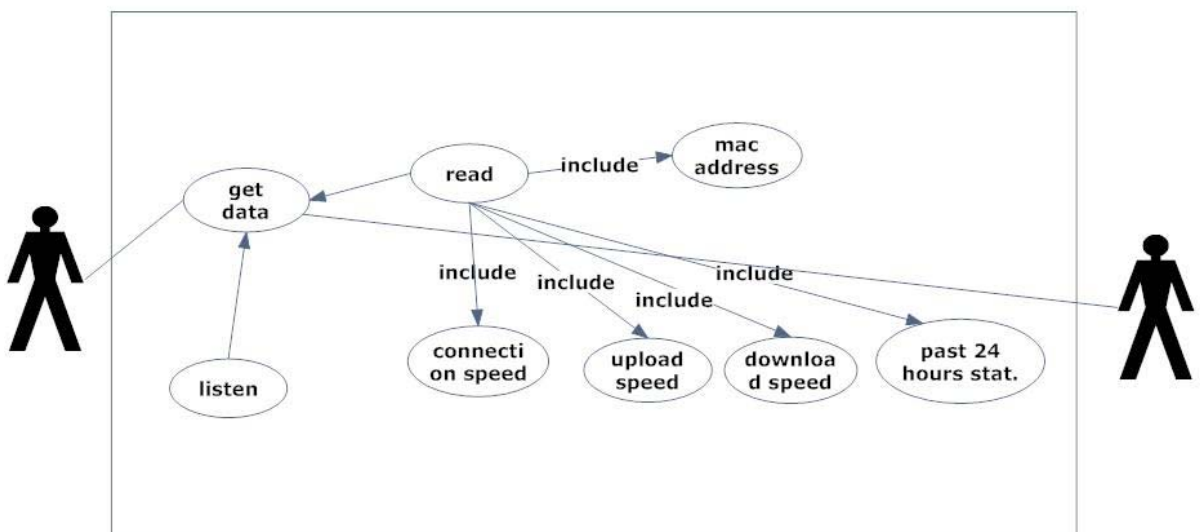 mac
address
include
read
get
data
include
include
include
include
connecti
on speed
upload
speed
downloa
d speed
past 24
hours stat.
listen